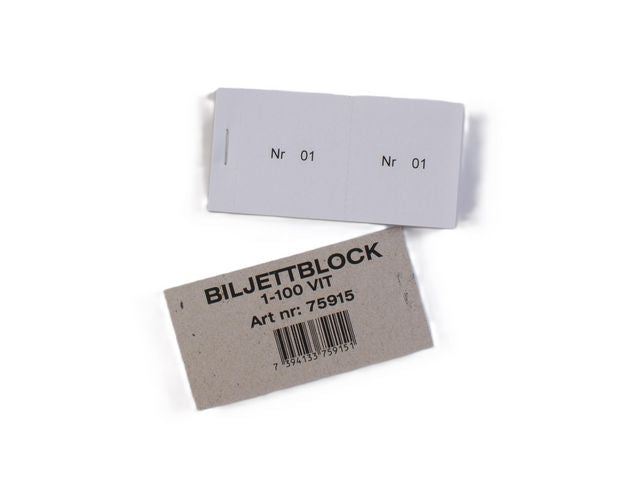 Nr 01 Nr 01
BILJETTBLOCK
1-100 VIT
Art nr: 75915
7 394133 759151